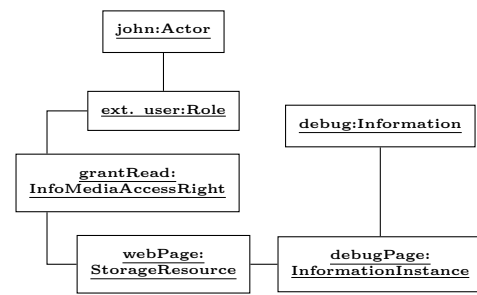 john:Actor
ext. user:Role
debug:Information
grantRead:
InfoMediaAccessRight
webPage:
StorageResource
debugPage:
InformationInstance